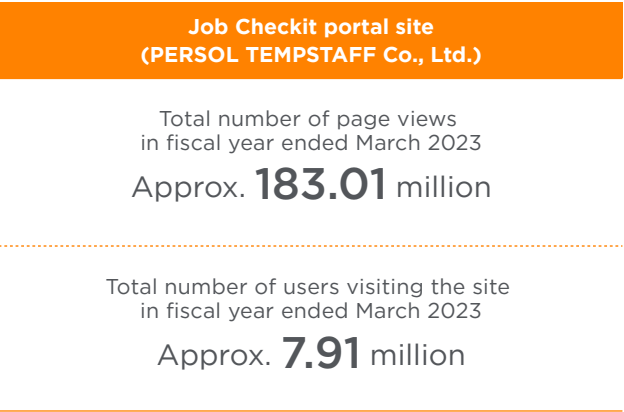 Job Checkit portal site
(PERSOL TEMPSTAFF Co., Ltd.)
Total number of page views
in fiscal year ended March 2023
Approx. 183.01 million
Total number of users visiting the site
in fiscal year ended March 2023
Approx. 7.91 million